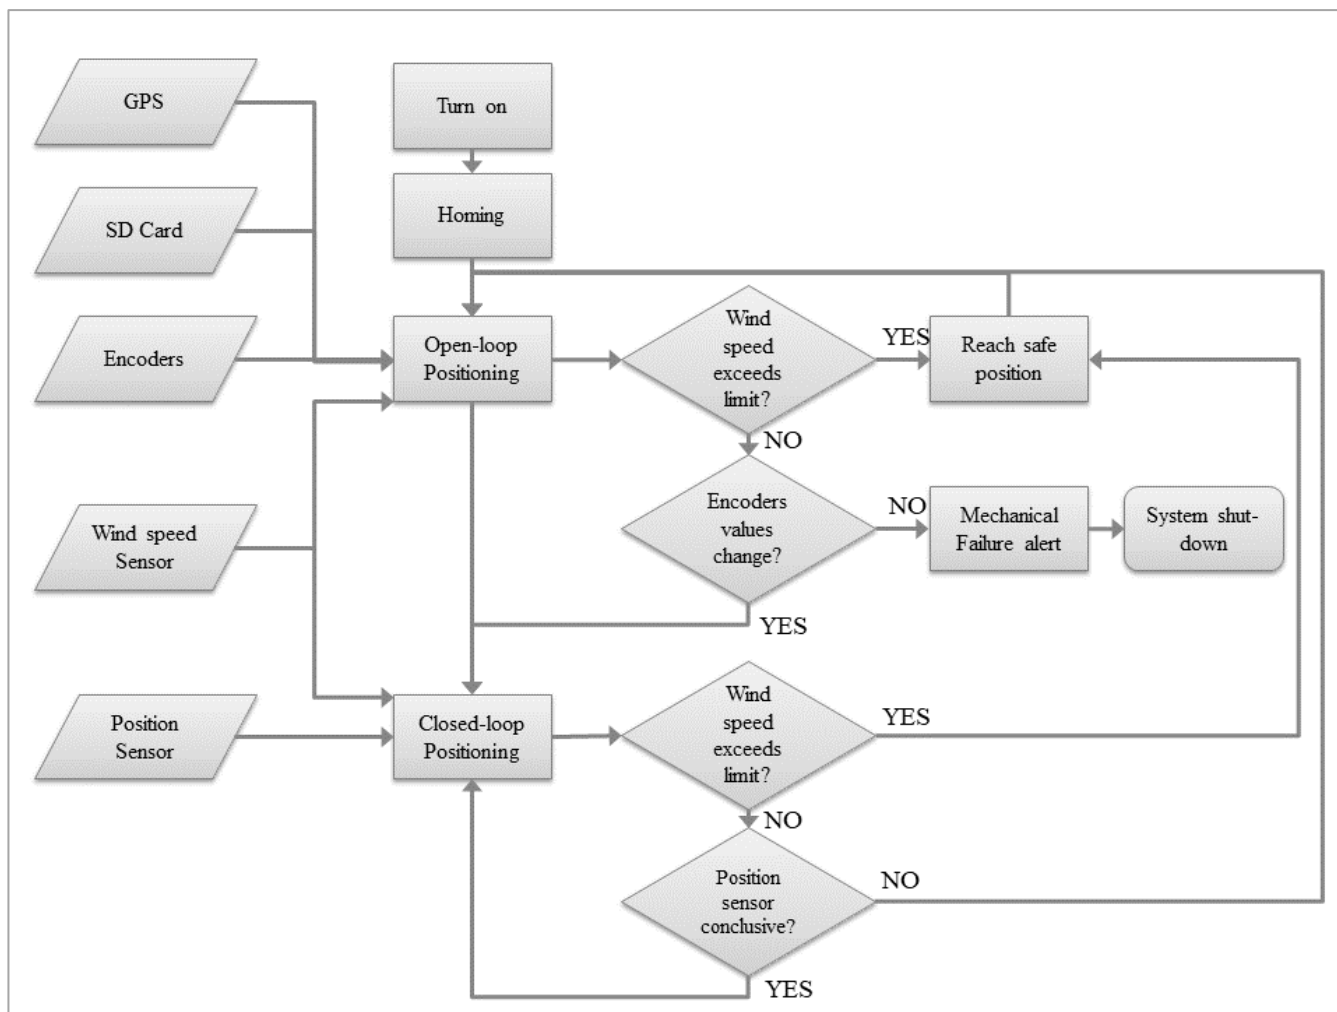 GPS
Turn on
SD Card
Homing
Encoders
Open-loop
Positioning
Wind
speed
exceeds
limit?
YES
Reach safe
position
NO
Wind speed
Sensor
Encoders
values
change?
NO
Mechanical
Failure alert
System shut-
down
YES
Position
Sensor
Closed-loop
Positioning
Wind
speed
exceeds
limit?
YES
NO
Position
sensor
conclusive?
NO
YES